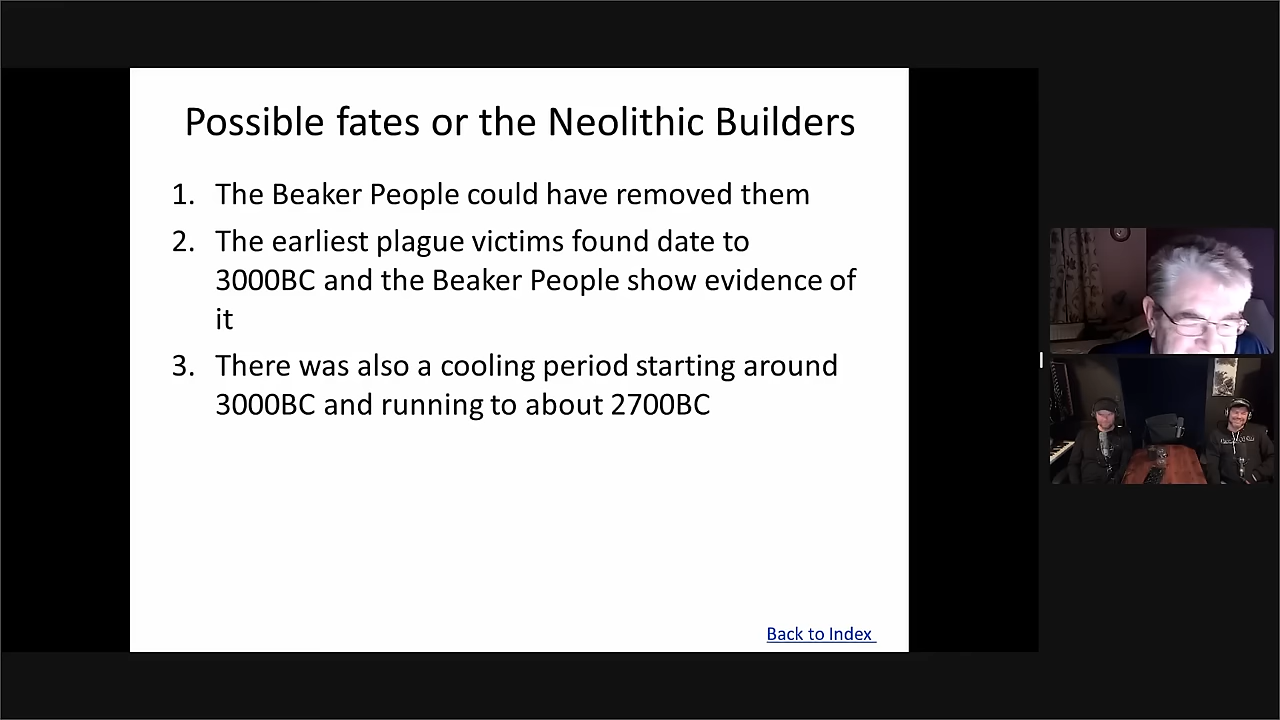 Possible fates or the Neolithic Builders
1. The Beaker People could have removed them
2. The earliest plague victims found date to
3000BC and the Beaker People show evidence of
it
3. There was also a cooling period starting around
3000BC and running to about 2700BC
Back to Index